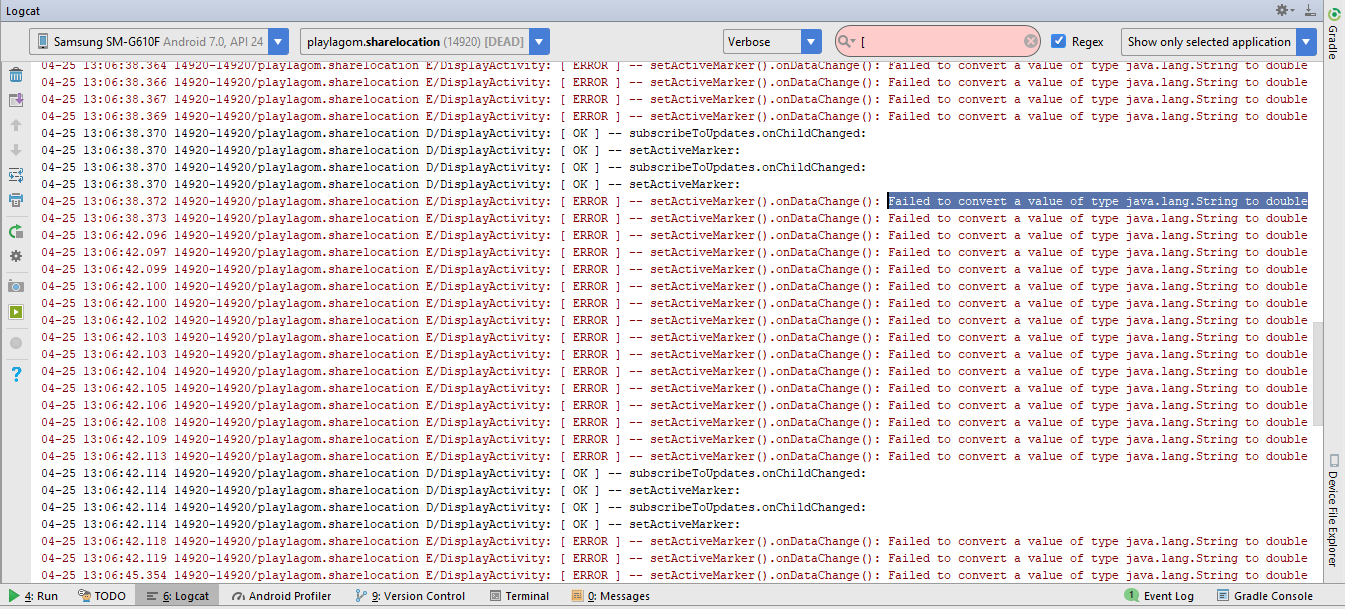 Logcat
Samsung SM-G610F Android 7.0, API 24
playlagom.sharelocation (14920) [DEAD]
Verbose
[
Regex
Show only selected application
Gradle
04-25 13:06:38.364 14920-14920/playlagom.sharelocation E/DisplayActivity: [ ERROR ] -- setActiveMarker().onDataChange(): Failed to convert a value of type java.lang.String to double
04-25 13:06:38.366 14920-14920/playlagom.sharelocation E/DisplayActivity: [ ERROR ] -- setActiveMarker().onDataChange(): Failed to convert a value of type java.lang.String to double
04-25 13:06:38.367 14920-14920/playlagom.sharelocation E/DisplayActivity: [ ERROR ] -- setActiveMarker().onDataChange(): Failed to convert a value of type java.lang.String to double
04-25 13:06:38.369 14920-14920/playlagom.sharelocation E/DisplayActivity: [ ERROR ] -- setActiveMarker().onDataChange(): Failed to convert a value of type java.lang.String to double
04-25 13:06:38.370 14920-14920/playlagom.sharelocation D/DisplayActivity: [ OK ] -- subscribeToUpdates.onChildChanged:
04-25 13:06:38.370 14920-14920/playlagom.sharelocation D/DisplayActivity: [ OK ] -- setActiveMarker:
04-25 13:06:38.370 14920-14920/playlagom.sharelocation D/DisplayActivity: [ OK ] -- subscribeToUpdates.onChildChanged:
04-25 13:06:38.370 14920-14920/playlagom.sharelocation D/DisplayActivity: [ OK ] -- setActiveMarker:
04-25 13:06:38.372 14920-14920/playlagom.sharelocation E/DisplayActivity: [ ERROR ] -- setActiveMarker().onDataChange(): Failed to convert a value of type java.lang.String to double
04-25 13:06:38.373 14920-14920/playlagom.sharelocation E/DisplayActivity: [ ERROR ] -- setActiveMarker().onDataChange(): Failed to convert a value of type java.lang.String to double
04-25 13:06:42.096 14920-14920/playlagom.sharelocation E/DisplayActivity: [ ERROR ] -- setActiveMarker().onDataChange(): Failed to convert a value of type java.lang.String to double
04-25 13:06:42.097 14920-14920/playlagom.sharelocation E/DisplayActivity: [ ERROR ] -- setActiveMarker().onDataChange(): Failed to convert a value of type java.lang.String to double
04-25 13:06:42.099 14920-14920/playlagom.sharelocation E/DisplayActivity: [ ERROR ] -- setActiveMarker().onDataChange(): Failed to convert a value of type java.lang.String to double
04-25 13:06:42.100 14920-14920/playlagom.sharelocation E/DisplayActivity: [ ERROR ] -- setActiveMarker().onDataChange(): Failed to convert a value of type java.lang.String to double
04-25 13:06:42.100 14920-14920/playlagom.sharelocation E/DisplayActivity: [ ERROR ] -- setActiveMarker().onDataChange(): Failed to convert a value of type java.lang.String to double
04-25 13:06:42.102 14920-14920/playlagom.sharelocation E/DisplayActivity: [ ERROR ] -- setActiveMarker().onDataChange(): Failed to convert a value of type java.lang.String to double
04-25 13:06:42.103 14920-14920/playlagom.sharelocation E/DisplayActivity: [ ERROR ] -- setActiveMarker().onDataChange(): Failed to convert a value of type java.lang.String to double
04-25 13:06:42.103 14920-14920/playlagom.sharelocation E/DisplayActivity: [ ERROR ] -- setActiveMarker().onDataChange(): Failed to convert a value of type java.lang.String to double
04-25 13:06:42.104 14920-14920/playlagom.sharelocation E/DisplayActivity: [ ERROR ] -- setActiveMarker().onDataChange(): Failed to convert a value of type java.lang.String to double
04-25 13:06:42.105 14920-14920/playlagom.sharelocation E/DisplayActivity: [ ERROR ] -- setActiveMarker().onDataChange(): Failed to convert a value of type java.lang.String to double
04-25 13:06:42.106 14920-14920/playlagom.sharelocation E/DisplayActivity: [ ERROR ] -- setActiveMarker().onDataChange(): Failed to convert a value of type java.lang.String to double
04-25 13:06:42.108 14920-14920/playlagom.sharelocation E/DisplayActivity: [ ERROR ] -- setActiveMarker().onDataChange(): Failed to convert a value of type java.lang.String to double
04-25 13:06:42.109 14920-14920/playlagom.sharelocation E/DisplayActivity: [ ERROR ] -- setActiveMarker().onDataChange(): Failed to convert a value of type java.lang.String to double
04-25 13:06:42.113 14920-14920/playlagom.sharelocation E/DisplayActivity: [ ERROR ] -- setActiveMarker().onDataChange(): Failed to convert a value of type java.lang.String to double
04-25 13:06:42.114 14920-14920/playlagom.sharelocation D/DisplayActivity: [ OK ] -- subscribeToUpdates.onChildChanged:
04-25 13:06:42.114 14920-14920/playlagom.sharelocation D/DisplayActivity: [ OK ] -- setActiveMarker:
04-25 13:06:42.114 14920-14920/playlagom.sharelocation D/DisplayActivity: [ OK ] -- subscribeToUpdates.onChildChanged:
04-25 13:06:42.114 14920-14920/playlagom.sharelocation D/DisplayActivity: [ OK ] -- setActiveMarker:
04-25 13:06:42.118 14920-14920/playlagom.sharelocation E/DisplayActivity: [ ERROR ] -- setActiveMarker().onDataChange(): Failed to convert a value of type java.lang.String to double
04-25 13:06:42.119 14920-14920/playlagom.sharelocation E/DisplayActivity: [ ERROR ] -- setActiveMarker().onDataChange(): Failed to convert a value of type java.lang.String to double
04-25 13:06:45.354 14920-14920/playlagom.sharelocation E/DisplayActivity: [ ERROR ] -- setActiveMarker().onDataChange(): Failed to convert a value of type java.lang.String to double
Device File Explorer
4: Run
TODO
6: Logcat
Android Profiler
9: Version Control
Terminal
0: Messages
1 Event Log
Gradle Console